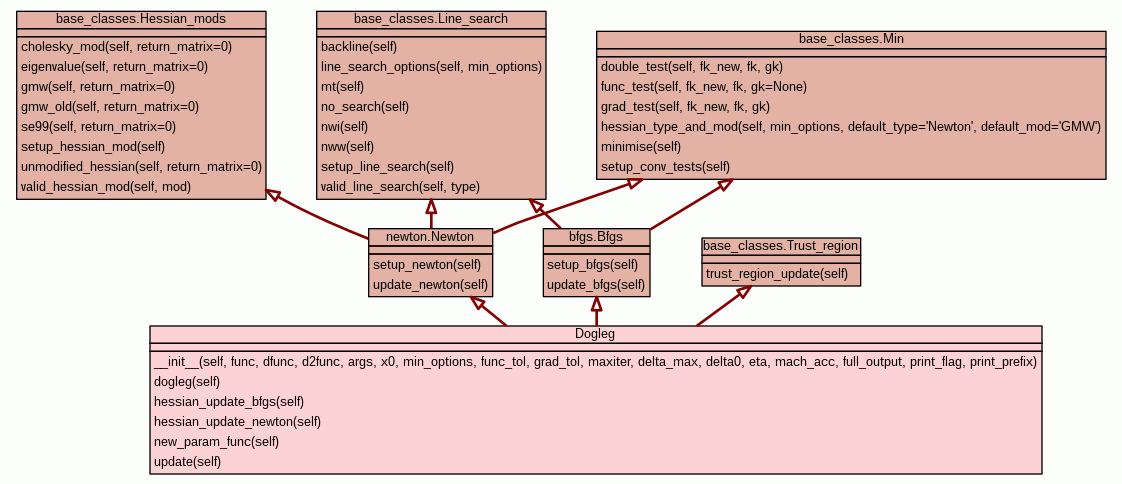 base_classes.Hessian_mods
cholesky_mod(self, return_matrix=0)
eigenvalue(self, return_matrix=0)
gmw(self, return_matrix=0)
gmw_old(self, return_matrix=0)
se99(self, return_matrix=0)
setup_hessian_mod(self)
unmodified_hessian(self, return_matrix=0)
valid_hessian_mod(self, mod)
base_classes.Line_search
backline(self)
line_search_options(self, min_options)
mt(self)
no_search(self)
nwi(self)
nww(self)
setup_line_search(self)
valid_line_search(self, type)
base_classes.Min
double_test(self, fk_new, fk, gk)
func_test(self, fk_new, fk, gk=None)
grad_test(self, fk_new, fk, gk)
hessian_type_and_mod(self, min_options, default_type='Newton', default_mod='GMW')
minimise(self)
setup_conv_tests(self)
newton.Newton
setup_newton(self)
update_newton(self)
bfgs.Bfgs
setup_bfgs(self)
update_bfgs(self)
base_classes.Trust_region
trust_region_update(self)
Dogleg
__init__(self, func, dfunc, d2func, args, x0, min_options, func_tol, grad_tol, maxiter, delta_max, delta0, eta, mach_acc, full_output, print_flag, print_prefix)
dogleg(self)
hessian_update_bfgs(self)
hessian_update_newton(self)
new_param_func(self)
update(self)